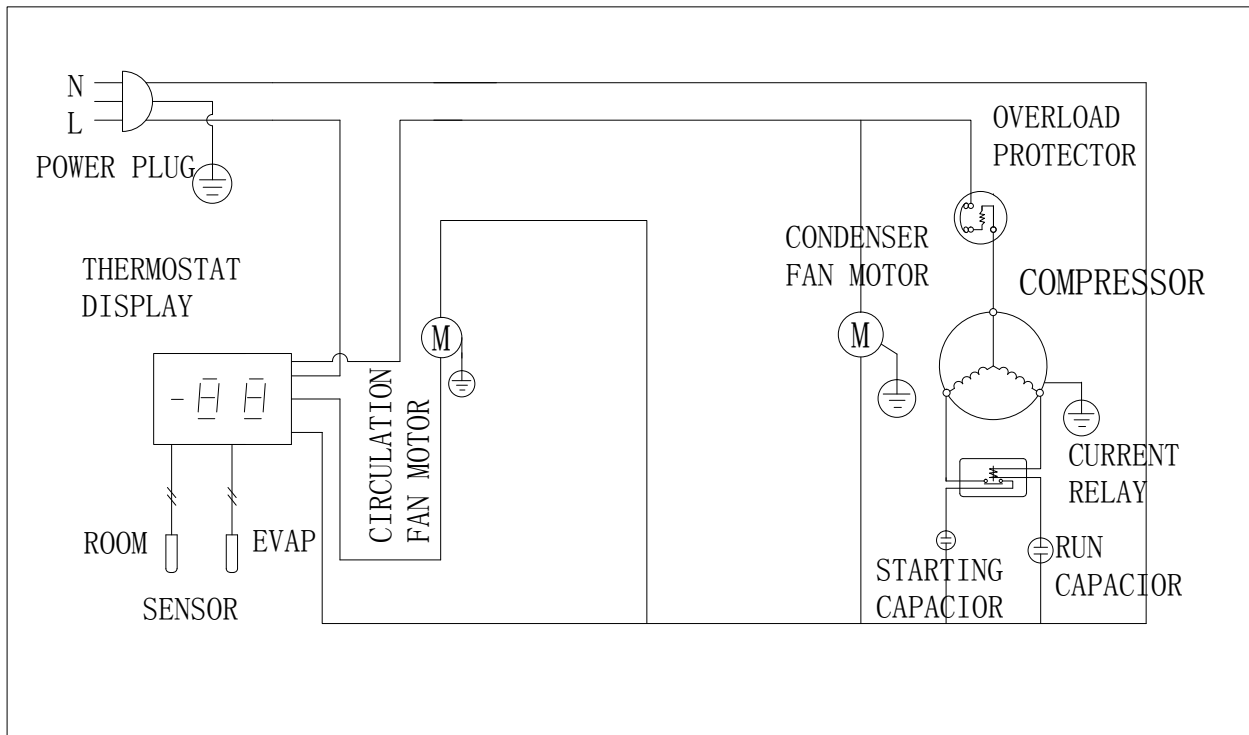 N
L
POWER PLUG
OVERLOAD
PROTECTOR
CONDENSER
FAN MOTOR
COMPRESSOR
THERMOSTAT
DISPLAY
M
M
-88
CIRCULATION
FAN MOTOR
CURRENT
RELAY
ROOM
EVAP
SENSOR
STARTING
CAPACIOR
RUN
CAPACIOR